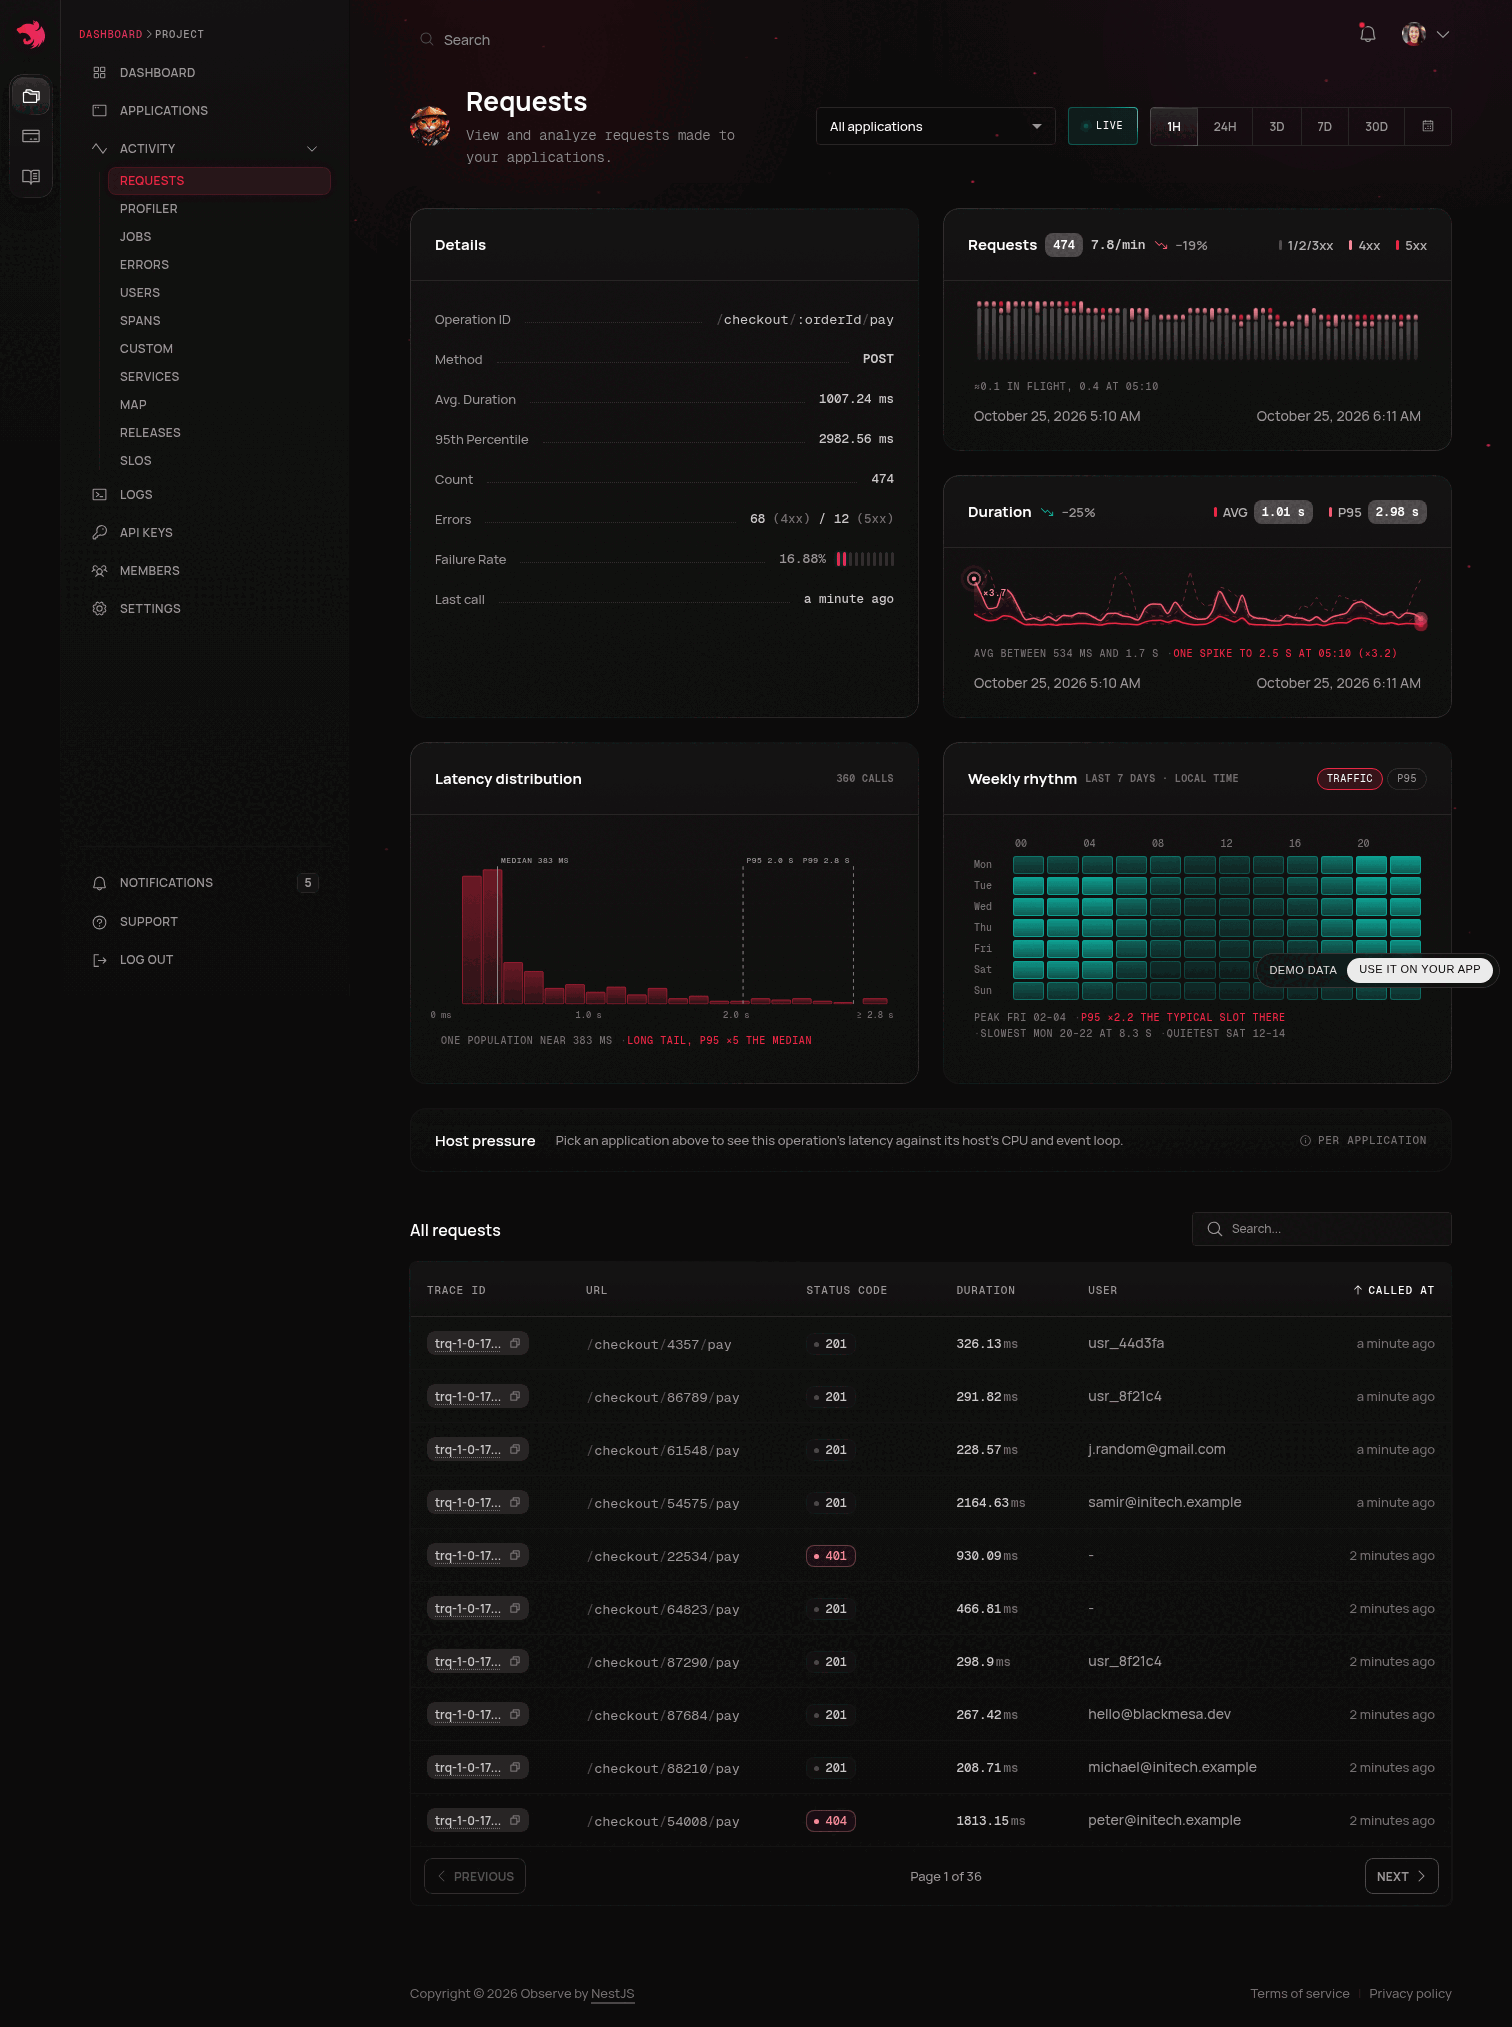 DASHBOARD > PROJECT
DASHBOARD
APPLICATIONS
ACTIVITY
REQUESTS
PROFILER
JOBS
ERRORS
USERS
SPANS
CUSTOM
SERVICES
MAP
RELEASES
SLOS
LOGS
API KEYS
MEMBERS
SETTINGS
NOTIFICATIONS 5
SUPPORT
LOG OUT
Search
Requests
View and analyze requests made to
your applications.
All applications
LIVE
1H 24H 3D 7D 30D
Details
Operation ID /checkout/:orderId/pay
Method POST
Avg. Duration 1007.24 ms
95th Percentile 2982.56 ms
Count 474
Errors 68 (4xx) / 12 (5xx)
Failure Rate 16.88%
Last call a minute ago
Requests 474 7.8/min −19% 1/2/3xx 4xx 5xx
≈0.1 IN FLIGHT, 0.4 AT 05:10
October 25, 2026 5:10 AM October 25, 2026 6:11 AM
Duration −25% AVG 1.01 s P95 2.98 s
×3.7
AVG BETWEEN 534 MS AND 1.7 S ·ONE SPIKE TO 2.5 S AT 05:10 (×3.2)
October 25, 2026 5:10 AM October 25, 2026 6:11 AM
Latency distribution 360 CALLS
MEDIAN 383 MS P95 2.0 S P99 2.8 S
0 ms 1.0 s 2.0 s ≥ 2.8 s
ONE POPULATION NEAR 383 MS ·LONG TAIL, P95 ×5 THE MEDIAN
Weekly rhythm LAST 7 DAYS · LOCAL TIME TRAFFIC P95
00 04 08 12 16 20
Mon
Tue
Wed
Thu
Fri
Sat
Sun
DEMO DATA USE IT ON YOUR APP
PEAK FRI 02–04 ·P95 ×2.2 THE TYPICAL SLOT THERE
·SLOWEST MON 20–22 AT 8.3 S ·QUIETEST SAT 12–14
Host pressure Pick an application above to see this operation's latency against its host's CPU and event loop. PER APPLICATION
All requests
Search...
TRACE ID URL STATUS CODE DURATION USER ↑ CALLED AT
trq-1-0-17... /checkout/4357/pay 201 326.13 ms usr_44d3fa a minute ago
trq-1-0-17... /checkout/86789/pay 201 291.82 ms usr_8f21c4 a minute ago
trq-1-0-17... /checkout/61548/pay 201 228.57 ms j.random@gmail.com a minute ago
trq-1-0-17... /checkout/54575/pay 201 2164.63 ms samir@initech.example a minute ago
trq-1-0-17... /checkout/22534/pay 401 930.09 ms - 2 minutes ago
trq-1-0-17... /checkout/64823/pay 201 466.81 ms - 2 minutes ago
trq-1-0-17... /checkout/87290/pay 201 298.9 ms usr_8f21c4 2 minutes ago
trq-1-0-17... /checkout/87684/pay 201 267.42 ms hello@blackmesa.dev 2 minutes ago
trq-1-0-17... /checkout/88210/pay 201 208.71 ms michael@initech.example 2 minutes ago
trq-1-0-17... /checkout/54008/pay 404 1813.15 ms peter@initech.example 2 minutes ago
PREVIOUS Page 1 of 36 NEXT
Copyright © 2026 Observe by NestJS Terms of service Privacy policy